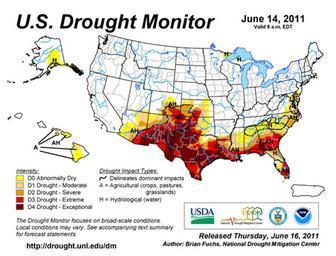 U.S. Drought Monitor
June 14, 2011
Valid 8 a.m. EDT
H
H
AH
AH
AH
AH
H
H
AH
Intensity:
D0 Abnormally Dry
D1 Drought - Moderate
D2 Drought - Severe
D3 Drought - Extreme
D4 Drought - Exceptional
Drought Impact Types:
Delineates dominant impacts
A = Agricultural (crops, pastures,
grasslands)
H = Hydrological (water)
The Drought Monitor focuses on broad-scale conditions.
Local conditions may vary. See accompanying text summary
for forecast statements.
http://drought.unl.edu/dm
USDA
Released Thursday, June 16, 2011
Author: Brian Fuchs, National Drought Mitigation Center